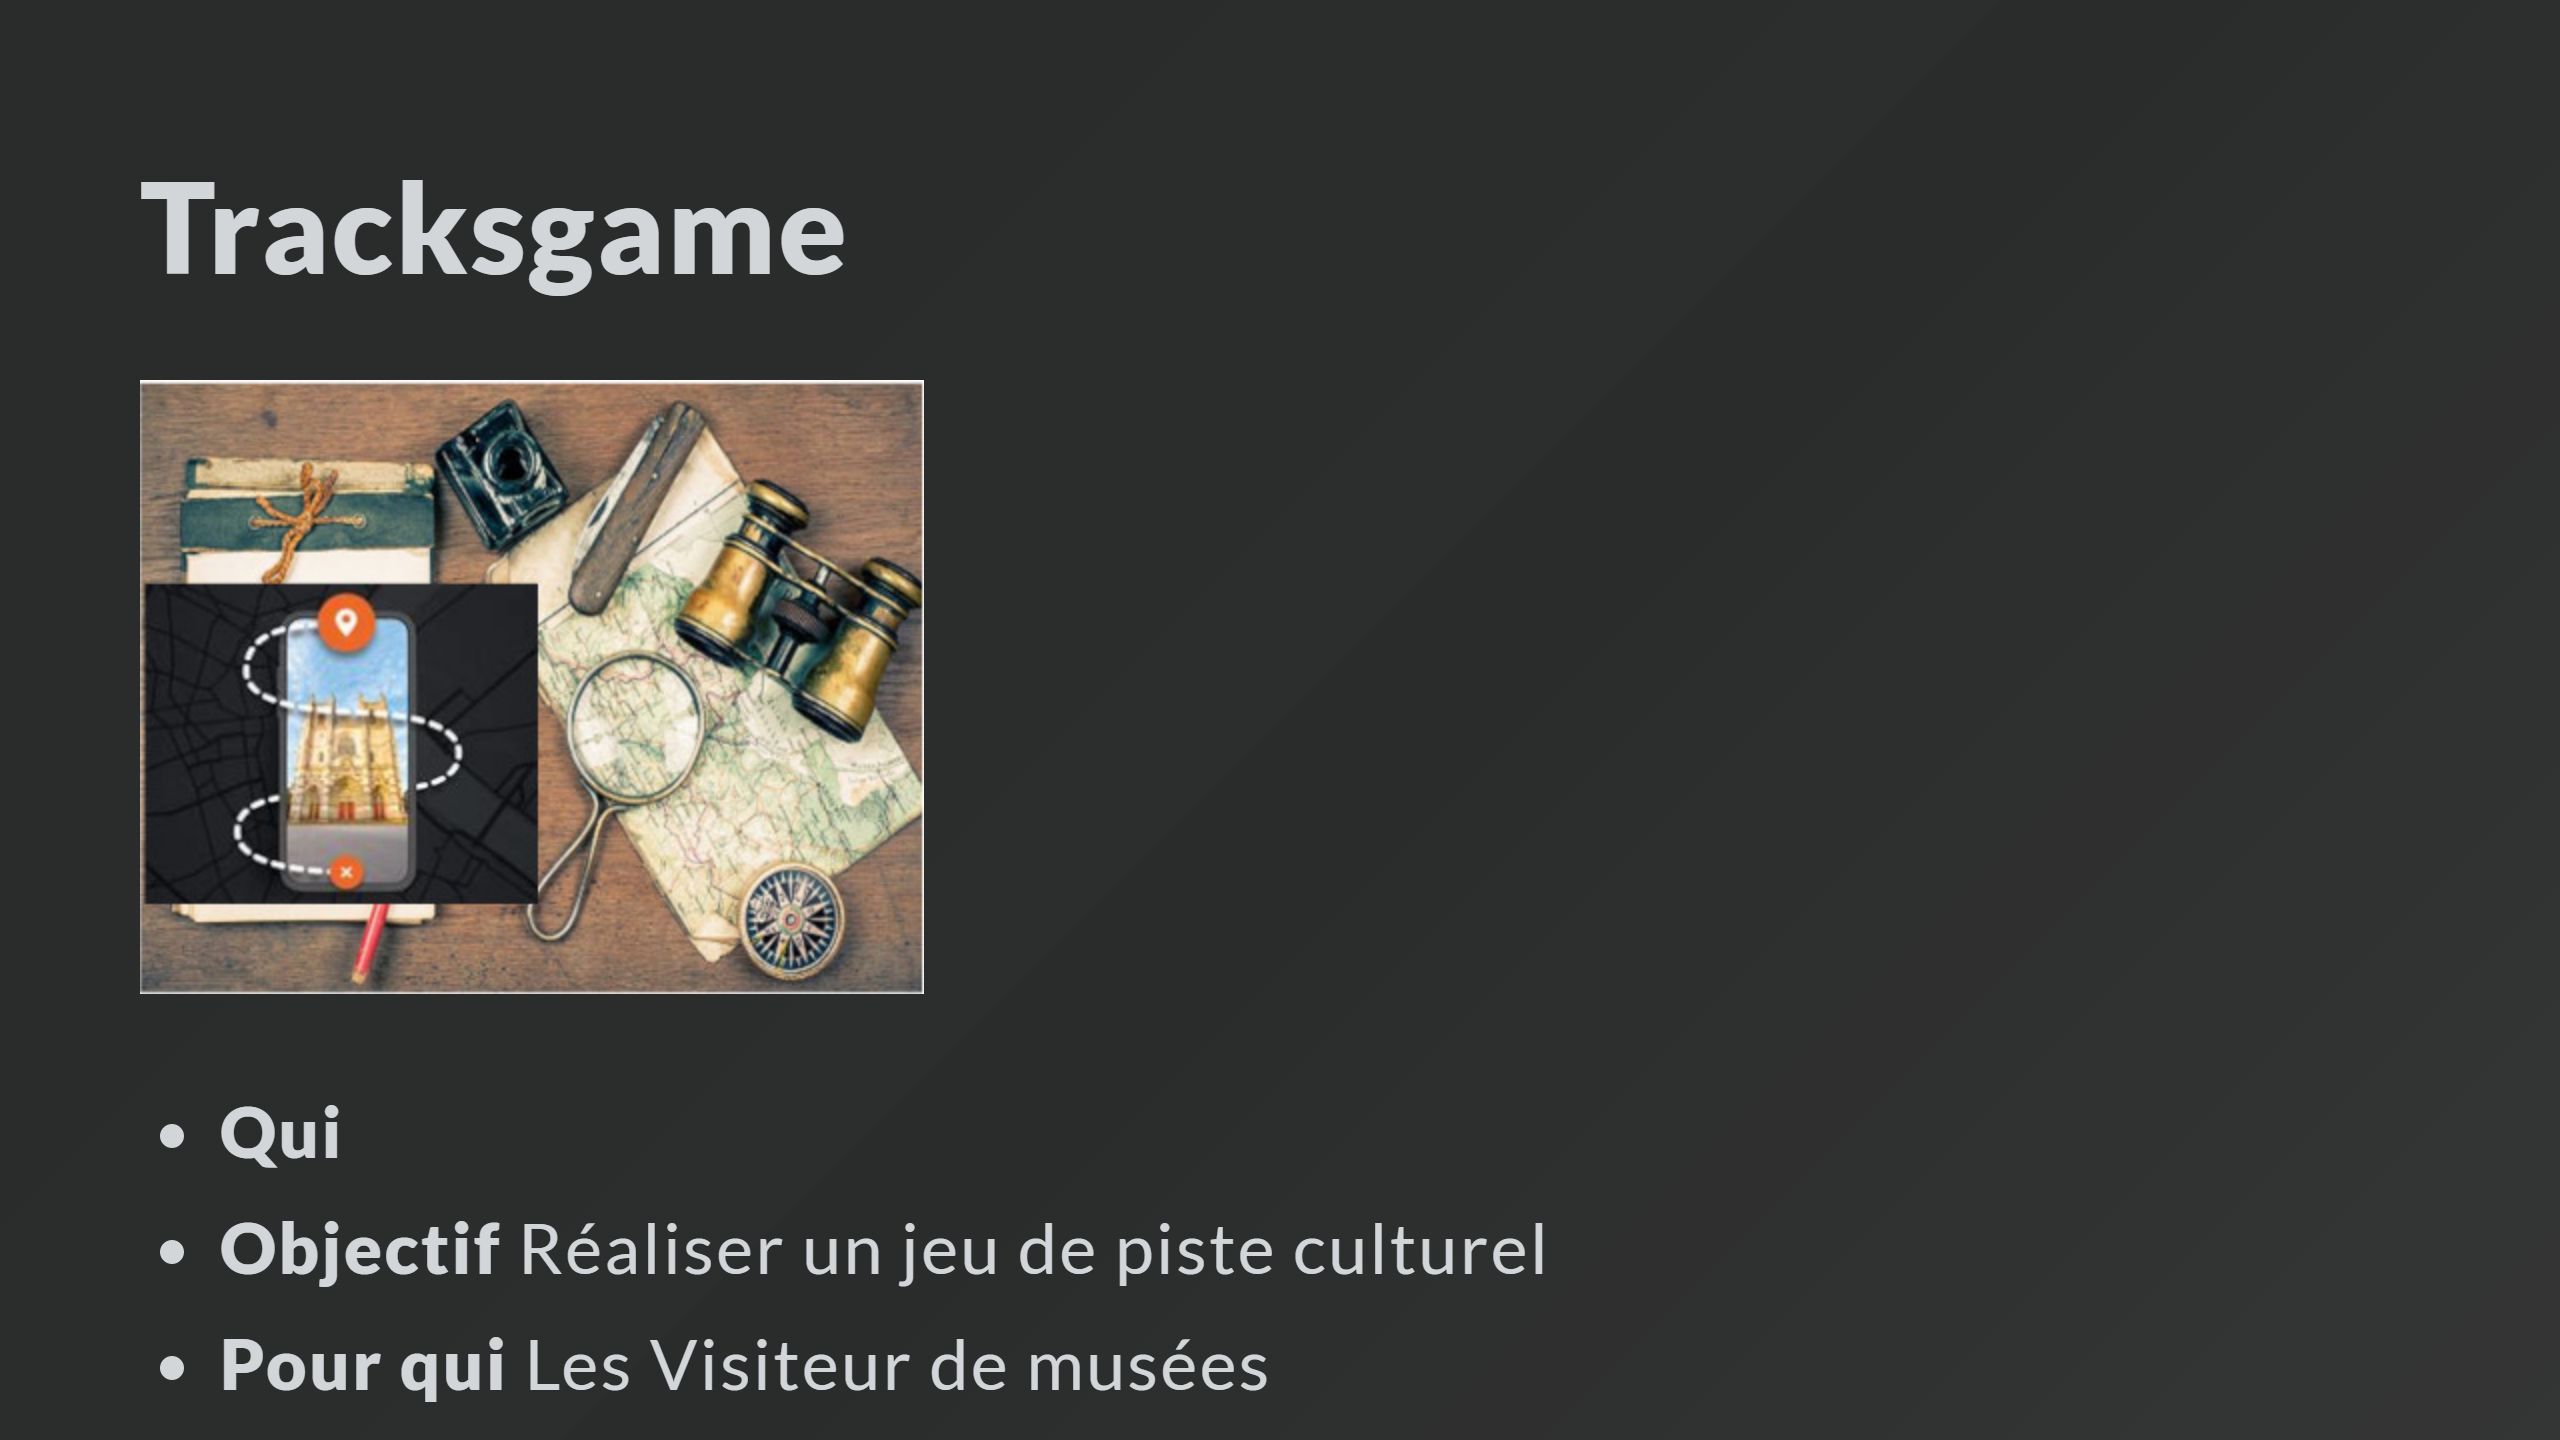 Tracksgame
Qui
Objectif Réaliser un jeu de piste culturel
Pour qui Les Visiteur de musées